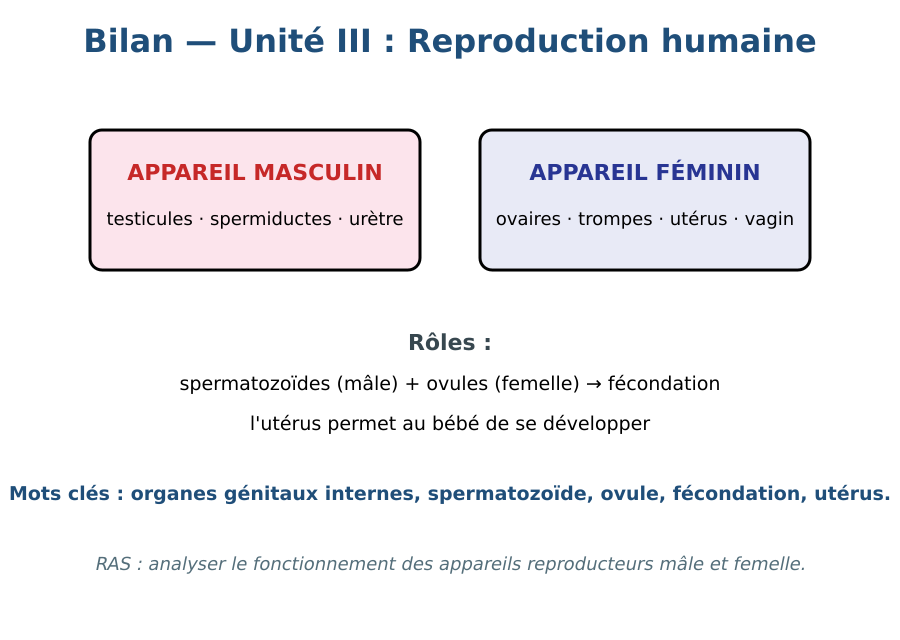 Bilan — Unité III : Reproduction humaine
APPAREIL MASCULIN
testicules · spermiductes · urètre
APPAREIL FÉMININ
ovaires · trompes · utérus · vagin
Rôles :
spermatozoïdes (mâle) + ovules (femelle) → fécondation
l'utérus permet au bébé de se développer
Mots clés : organes génitaux internes, spermatozoïde, ovule, fécondation, utérus.
RAS : analyser le fonctionnement des appareils reproducteurs mâle et femelle.